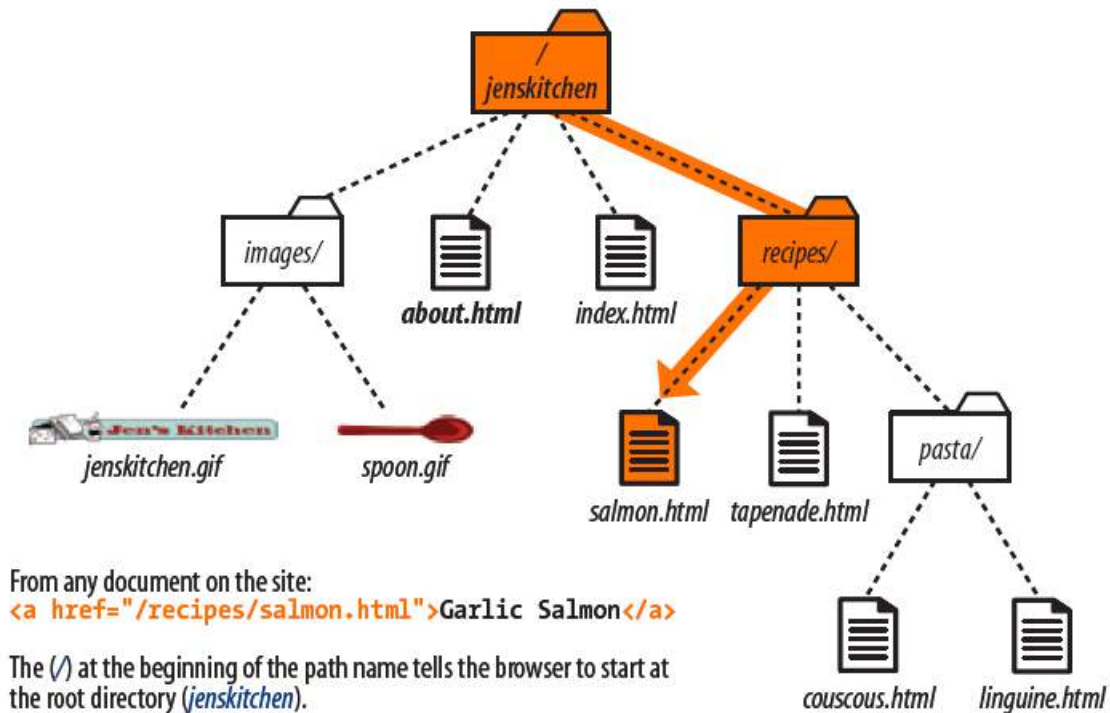 /
jenskitchen
images/
about.html
index.html
recipes/
Jen's Kitchen
jenskitchen.gif
spoon.gif
salmon.html
tapenade.html
pasta/
couscous.html
linguine.html
From any document on the site:
<a href="/recipes/salmon.html">Garlic Salmon</a>
The (/) at the beginning of the path name tells the browser to start at
the root directory (jenskitchen).